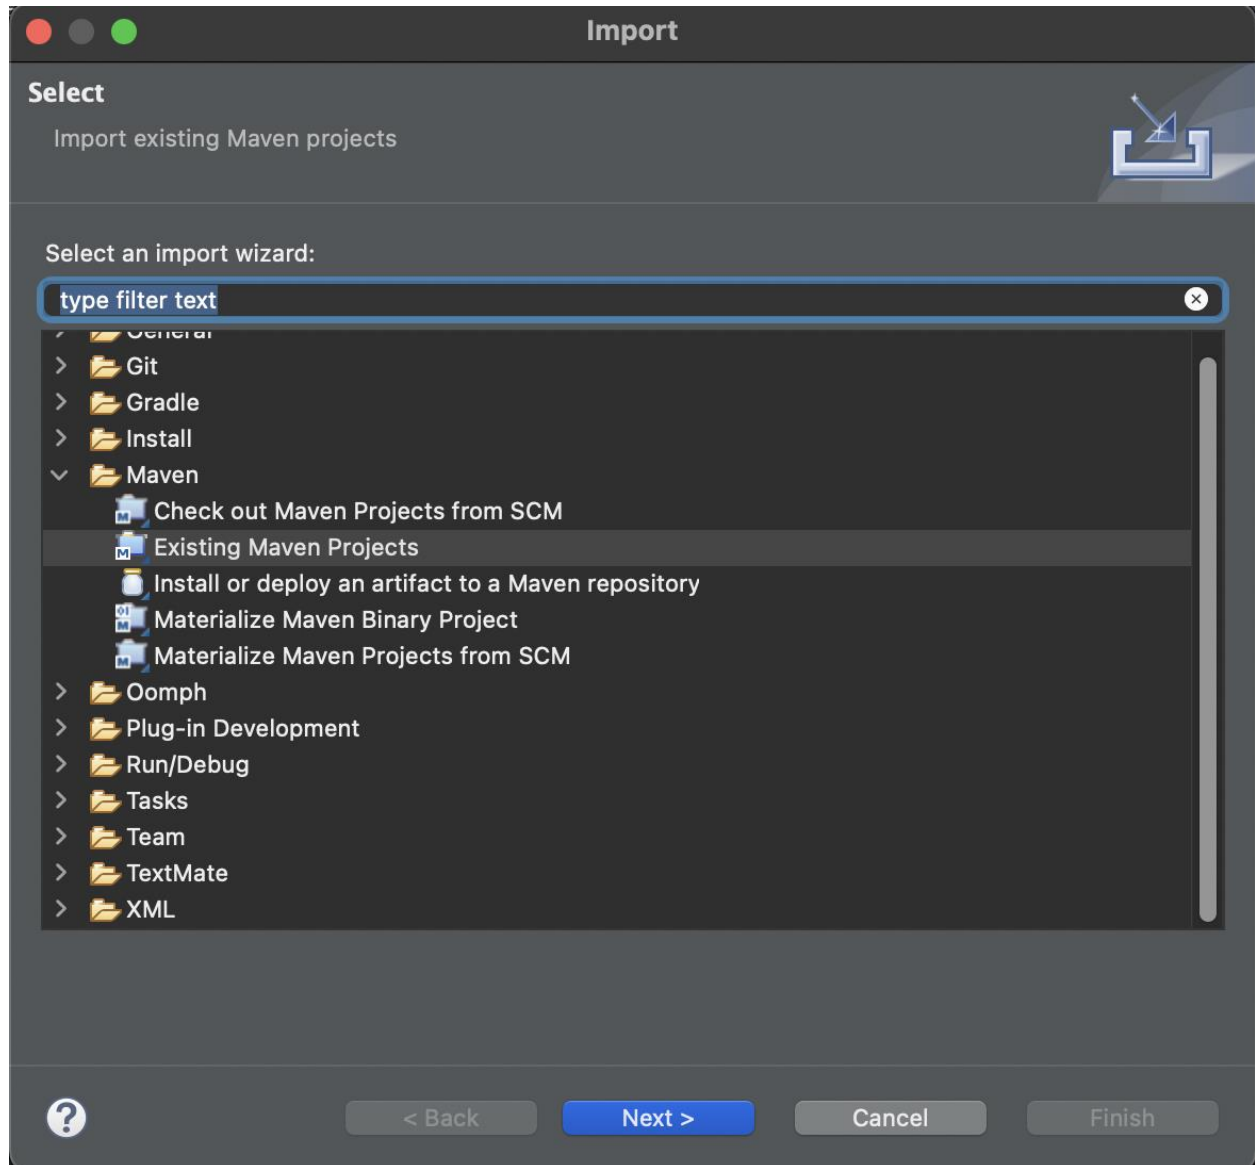 Import
Select
Import existing Maven projects
Select an import wizard:
type filter text
General
Git
Gradle
Install
Maven
Check out Maven Projects from SCM
Existing Maven Projects
Install or deploy an artifact to a Maven repository
Materialize Maven Binary Project
Materialize Maven Projects from SCM
Oomph
Plug-in Development
Run/Debug
Tasks
Team
TextMate
XML
? < Back Next > Cancel Finish